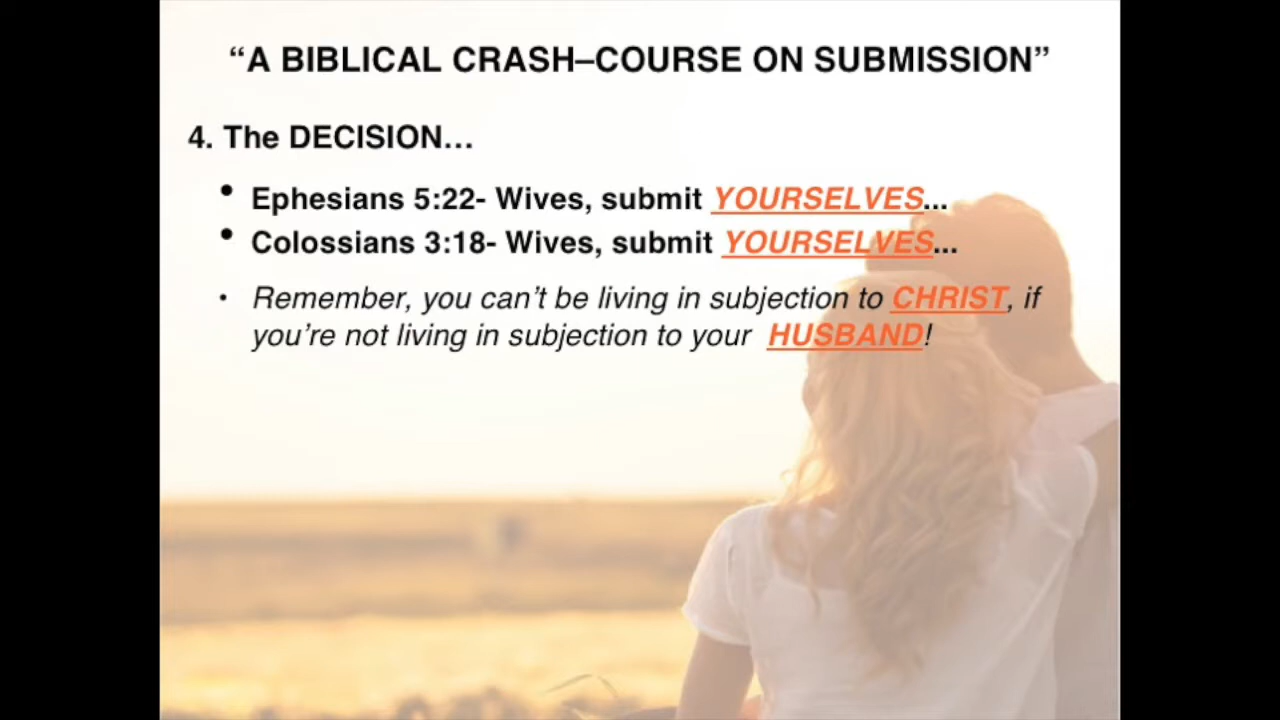 “A BIBLICAL CRASH–COURSE ON SUBMISSION”
4. The DECISION…
• Ephesians 5:22- Wives, submit YOURSELVES...
• Colossians 3:18- Wives, submit YOURSELVES...
• Remember, you can’t be living in subjection to CHRIST, if
you’re not living in subjection to your HUSBAND!